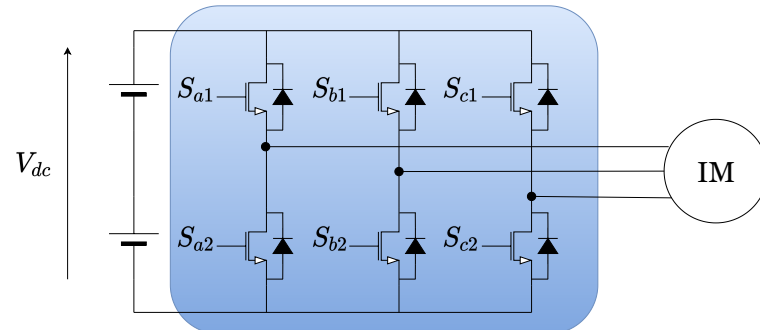 S_{a1} S_{b1} S_{c1}
V_{dc} IM
S_{a2} S_{b2} S_{c2}